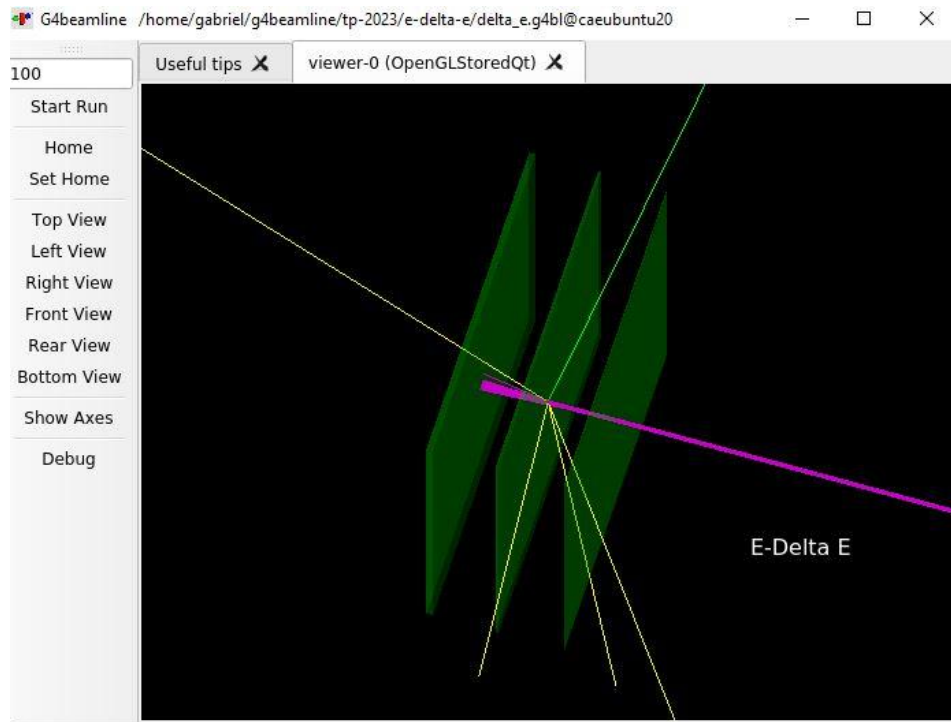 G4beamline /home/gabriel/g4beamline/tp-2023/e-delta-e/delta_e.g4bl@caeubuntu20
100
Useful tips
viewer-0 (OpenGLStoredQt)
Start Run
Home
Set Home
Top View
Left View
Right View
Front View
Rear View
Bottom View
Show Axes
Debug
E-Delta E